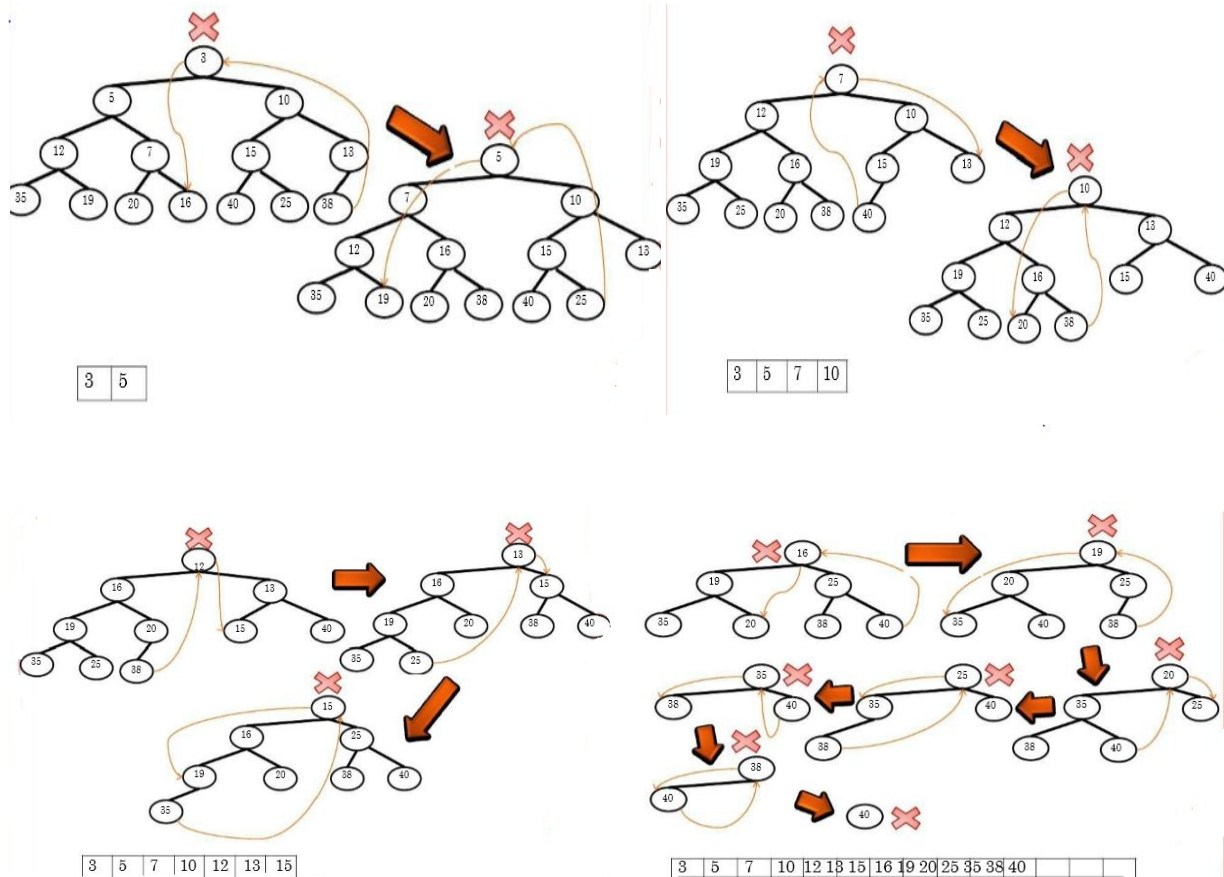 3
5 10
12 7 15 13
35 19 20 16 40 25 38
5
7 10
12 16 15 13
35 19 20 38 40 25
3 5
7
12 10
19 16 15 13
35 25 20 38 40
10
12 13
19 16 15 40
35 25 20 38
3 5 7 10
12
16 13
19 20 15 40
35 25 38
13
16 15
19 20 38 40
35 25
15
16 25
19 20 38 40
35
3 5 7 10 12 13 15
16
19 25
35 20 38 40
19
20 25
35 40 38
20
35 25
38 40
25
35 40
38
35
38 40
38
40
40
3 5 7 10 12 13 15 16 19 20 25 35 38 40